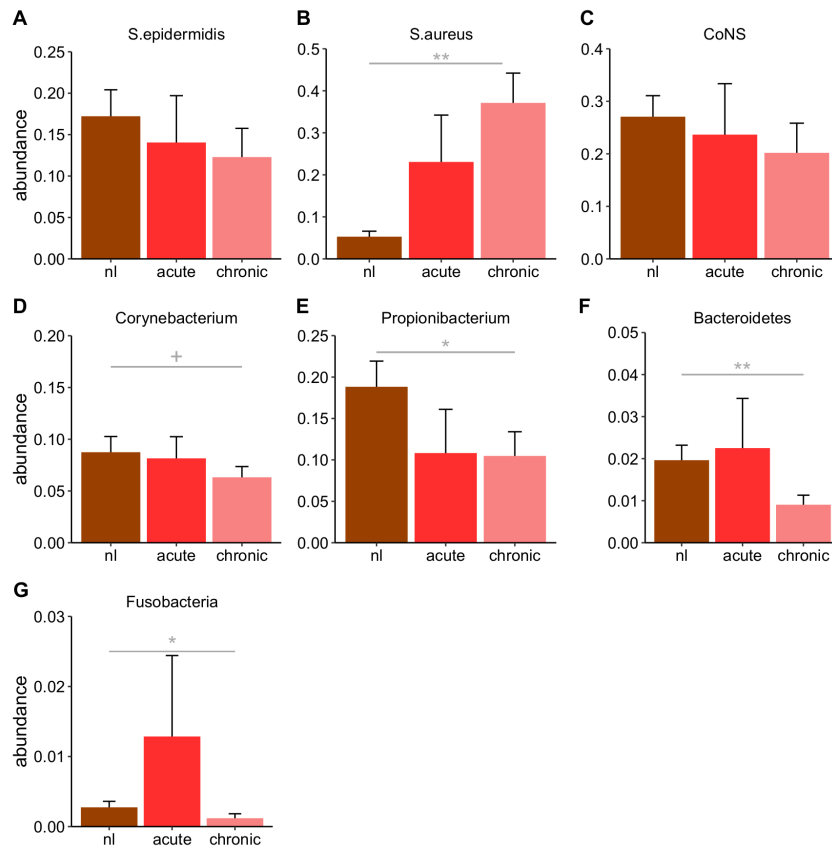 A
S.epidermidis
0.25
0.20
0.15
0.10
0.05
0.00
abundance
nl acute chronic
B
S.aureus
**
0.5
0.4
0.3
0.2
0.1
0.0
nl acute chronic
C
CoNS
0.4
0.3
0.2
0.1
0.0
nl acute chronic
D
Corynebacterium
+
0.20
0.15
0.10
0.05
0.00
abundance
nl acute chronic
E
Propionibacterium
*
0.25
0.20
0.15
0.10
0.05
0.00
nl acute chronic
F
Bacteroidetes
**
0.05
0.04
0.03
0.02
0.01
0.00
nl acute chronic
G
Fusobacteria
*
0.03
0.02
0.01
0.00
abundance
nl acute chronic